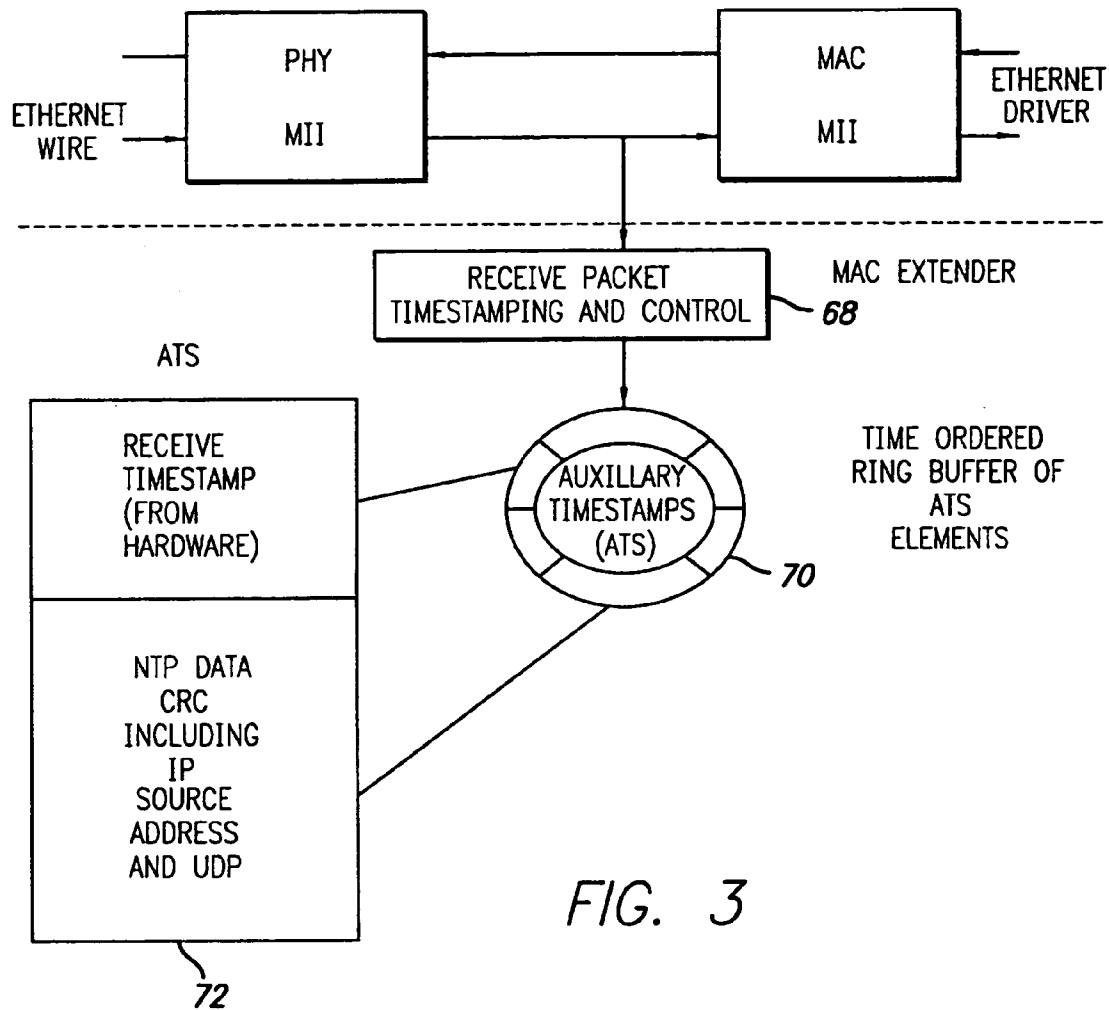 PHY
MII
MAC
MII
ETHERNET
WIRE
ETHERNET
DRIVER
RECEIVE PACKET
TIMESTAMPING AND CONTROL
68
MAC EXTENDER
ATS
RECEIVE
TIMESTAMP
(FROM
HARDWARE)
NTP DATA
CRC
INCLUDING
IP
SOURCE
ADDRESS
AND UDP
72
AUXILLARY
TIMESTAMPS
(ATS)
70
TIME ORDERED
RING BUFFER OF
ATS
ELEMENTS
FIG. 3